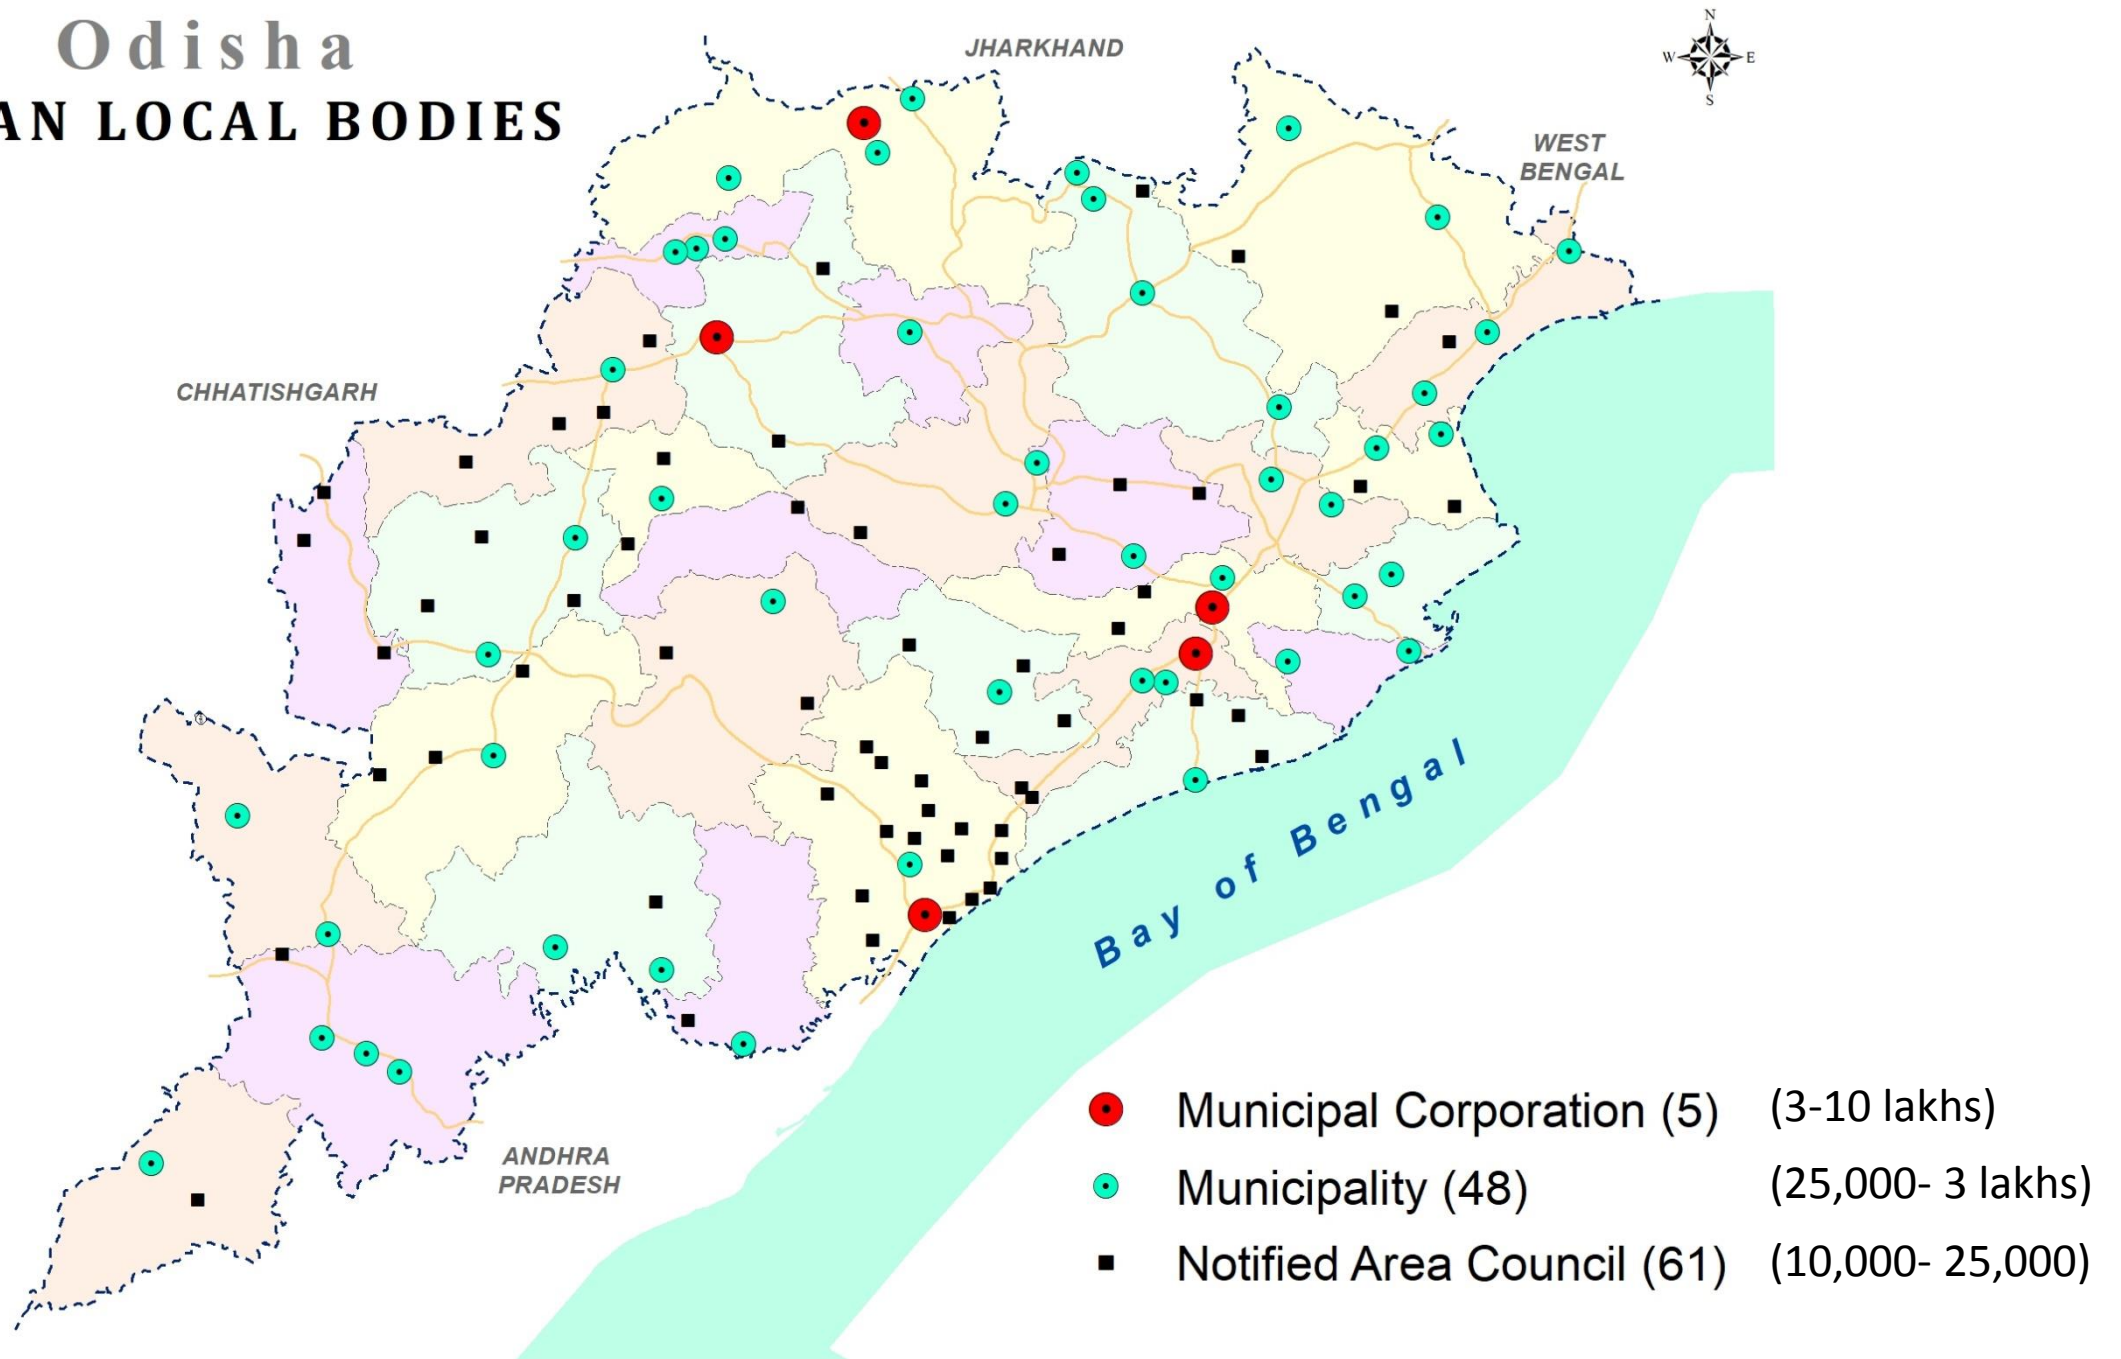 Odisha
AN LOCAL BODIES
JHARKHAND
N
W E
S
WEST
BENGAL
CHHATISHGARH
Bay of Bengal
ANDHRA
PRADESH
Municipal Corporation (5) (3-10 lakhs)
Municipality (48) (25,000- 3 lakhs)
Notified Area Council (61) (10,000- 25,000)